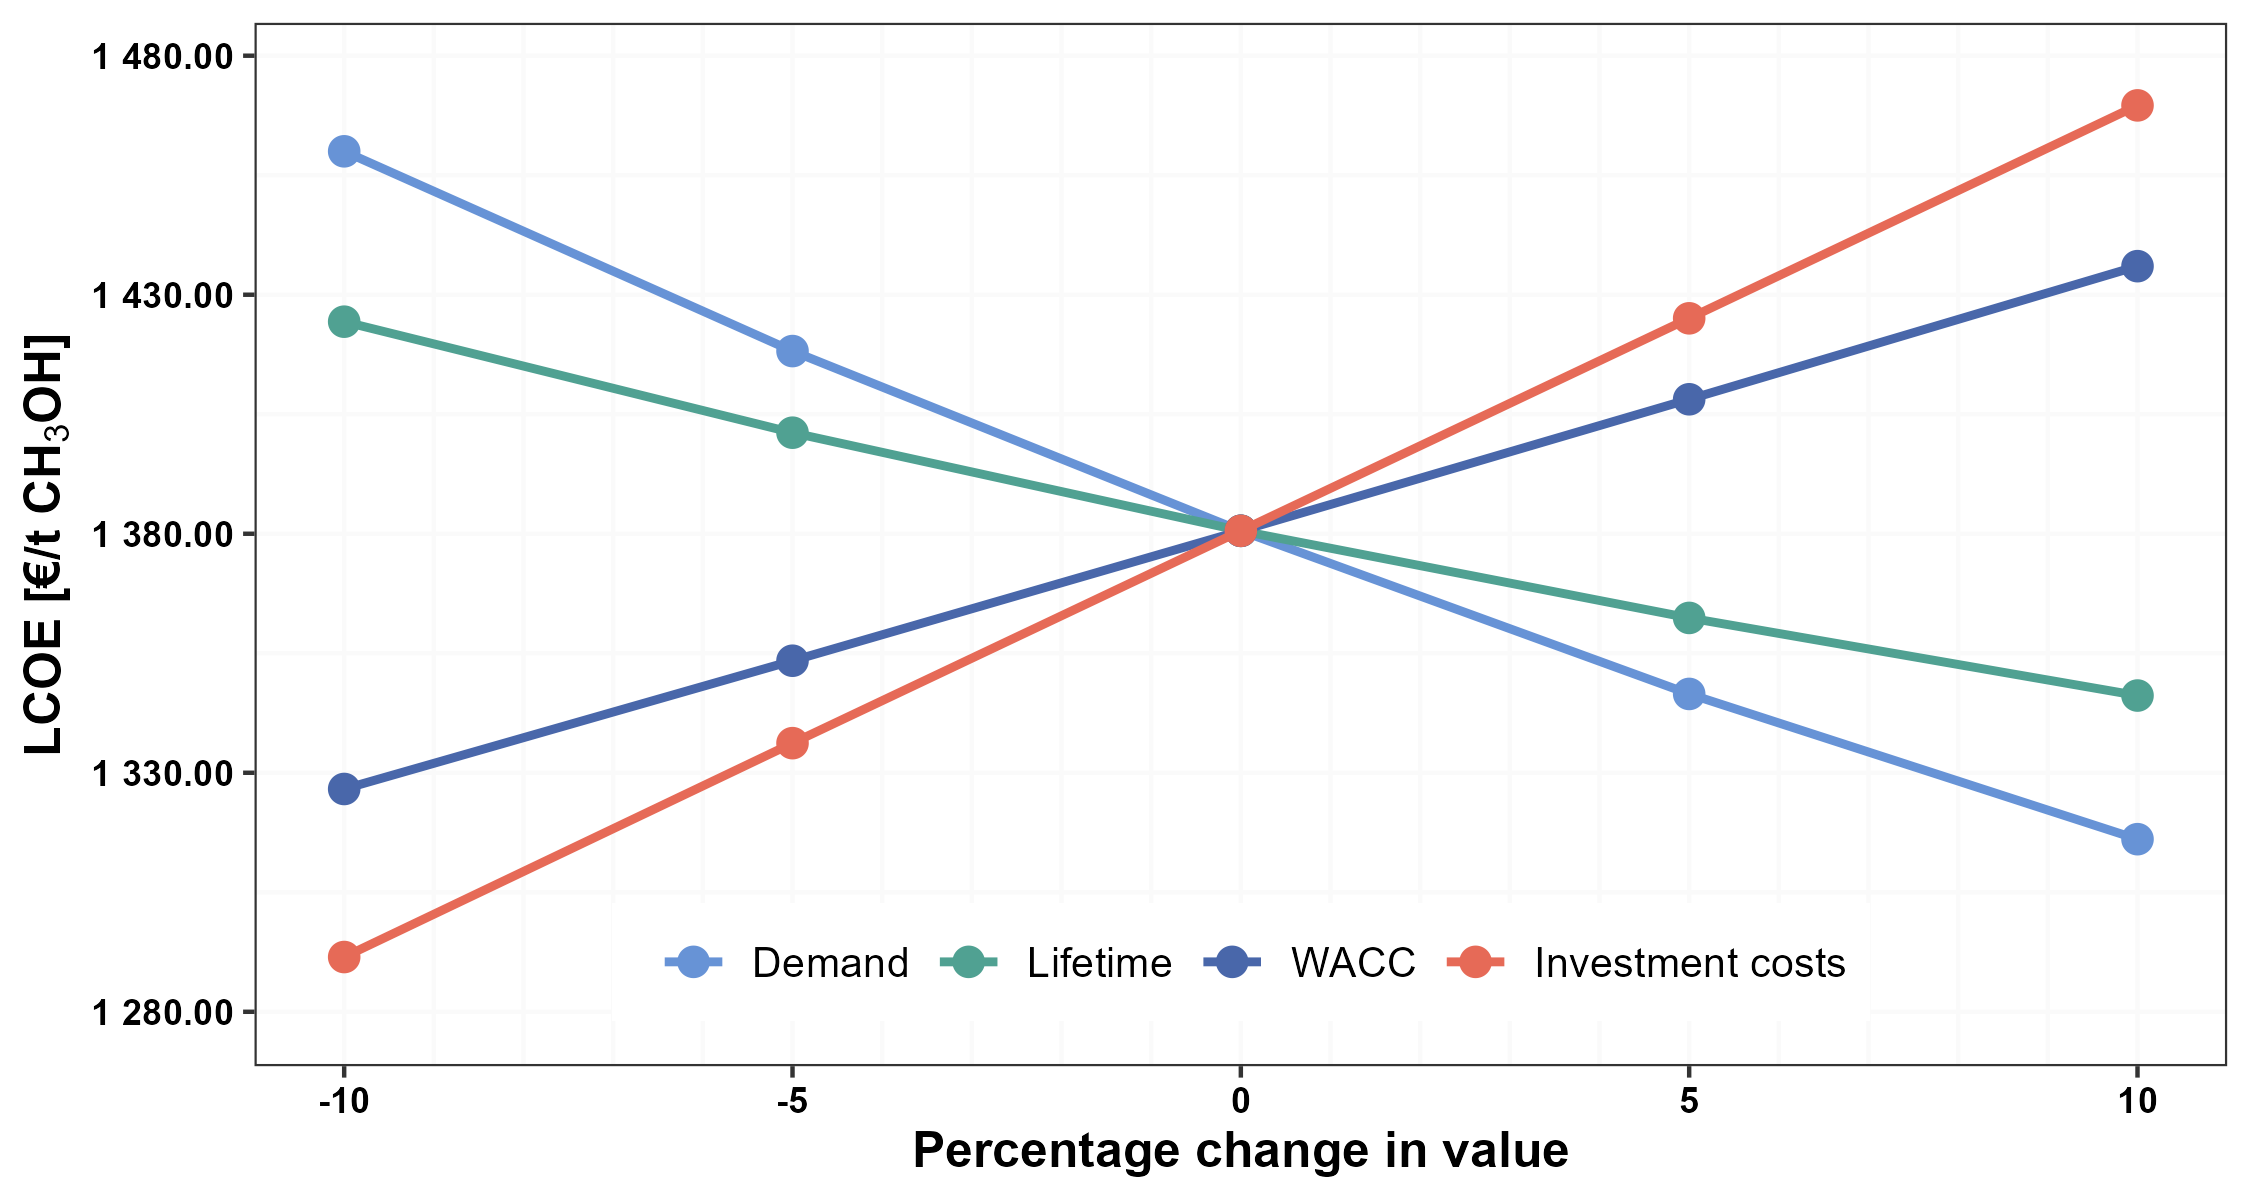 1 480.00
1 430.00
1 380.00
1 330.00
1 280.00
LCOE [€/t CH₃OH]
Demand Lifetime WACC Investment costs
-10 -5 0 5 10
Percentage change in value